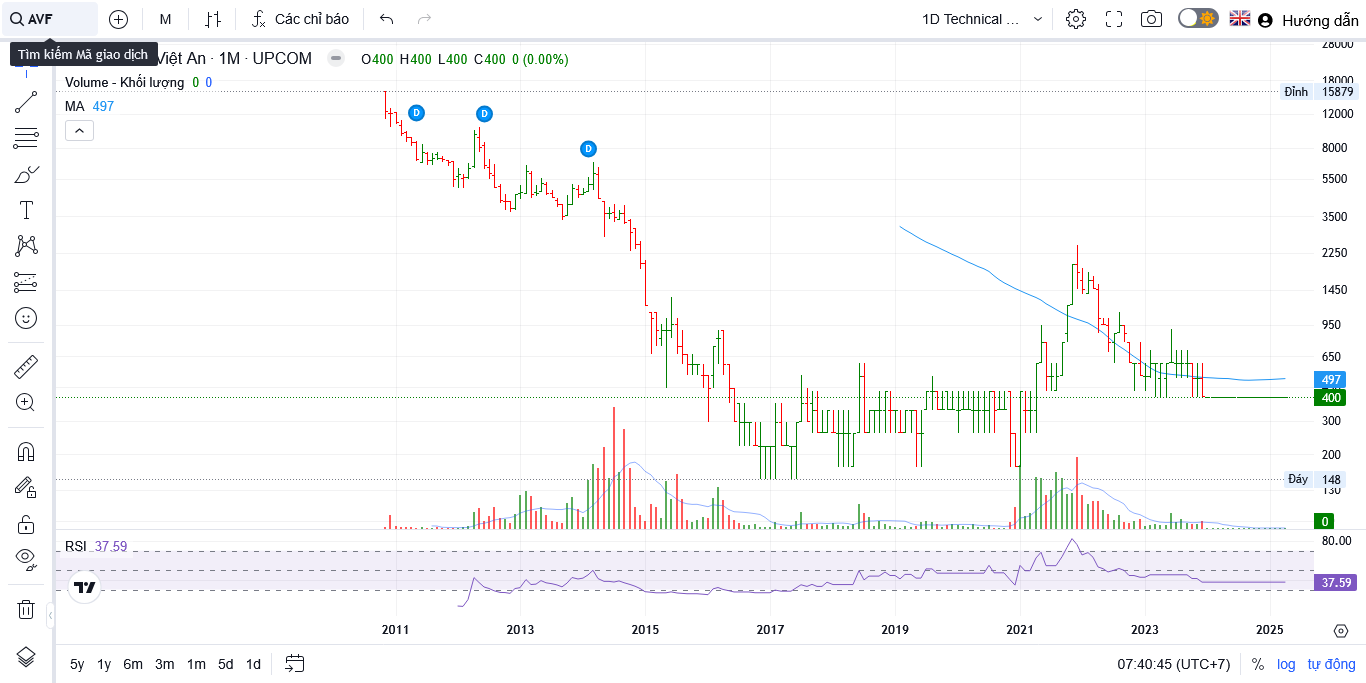 AVF
M
Các chỉ báo
1D Technical ...
Hướng dẫn
Tìm kiếm Mã giao dịch
Việt An · 1M · UPCOM
O400 H400 L400 C400 0 (0.00%)
Volume - Khối lượng 0 0
MA 497
D
D
D
28000
18000
Đỉnh 15879
12000
8000
5500
3500
2250
1450
950
650
497
400
300
200
Đáy 148
130
0
RSI 37.59
80.00
37.59
2011 2013 2015 2017 2019 2021 2023 2025
5y 1y 6m 3m 1m 5d 1d
07:40:45 (UTC+7) % log tự động